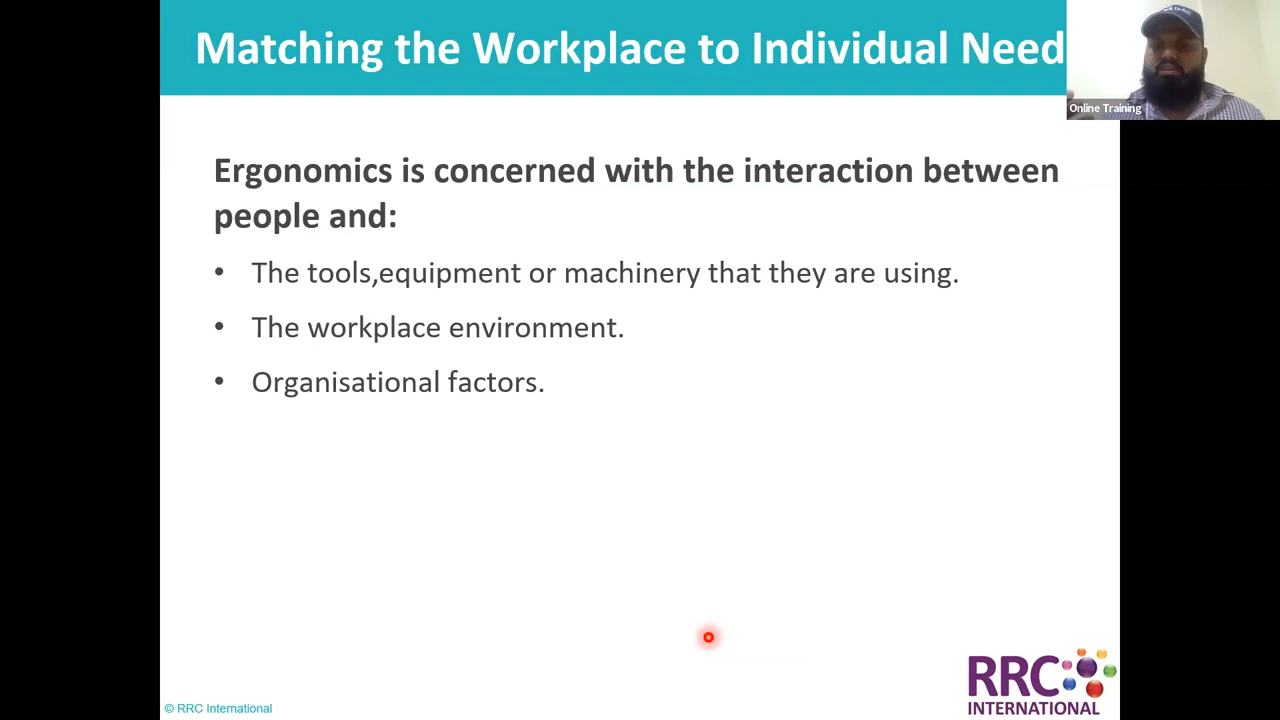 Matching the Workplace to Individual Need
Online Training
Ergonomics is concerned with the interaction between
people and:
• The tools,equipment or machinery that they are using.
• The workplace environment.
• Organisational factors.
RRC
INTERNATIONAL
© RRC International